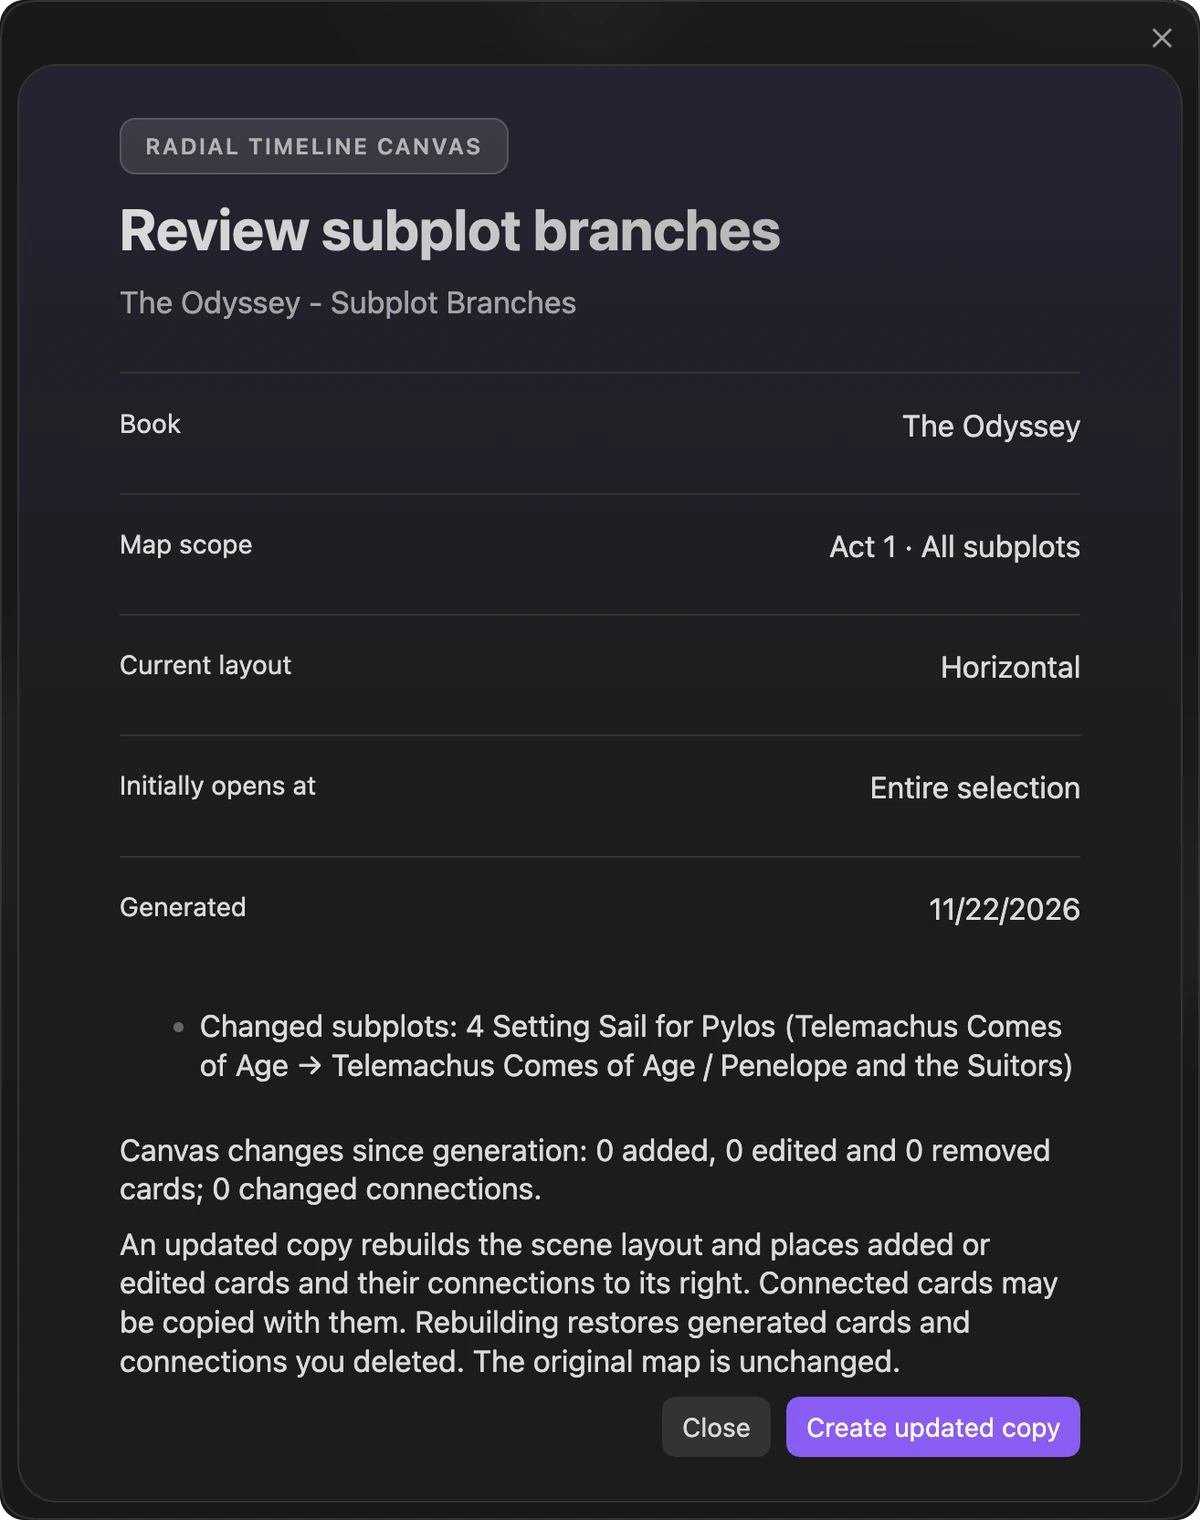 RADIAL TIMELINE CANVAS
Review subplot branches
The Odyssey - Subplot Branches
Book
The Odyssey
Map scope
Act 1 · All subplots
Current layout
Horizontal
Initially opens at
Entire selection
Generated
11/22/2026
• Changed subplots: 4 Setting Sail for Pylos (Telemachus Comes
of Age → Telemachus Comes of Age / Penelope and the Suitors)
Canvas changes since generation: 0 added, 0 edited and 0 removed
cards; 0 changed connections.
An updated copy rebuilds the scene layout and places added or
edited cards and their connections to its right. Connected cards may
be copied with them. Rebuilding restores generated cards and
connections you deleted. The original map is unchanged.
Close
Create updated copy